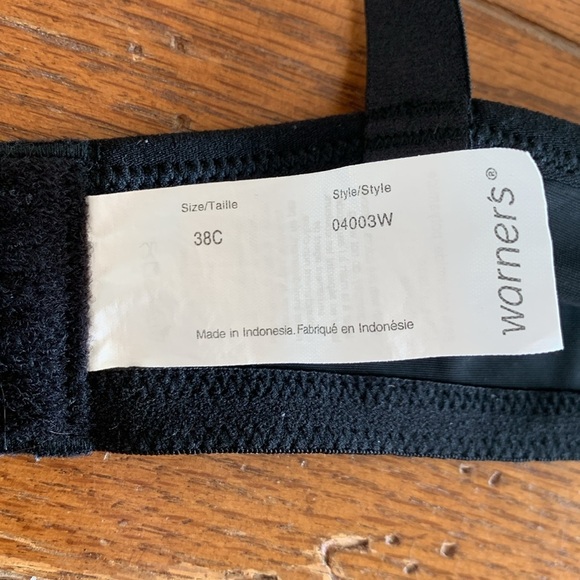 Size/Taille
38C
Style/Style
04003W
Made in Indonesia. Fabriqué en Indonésie
warner's®